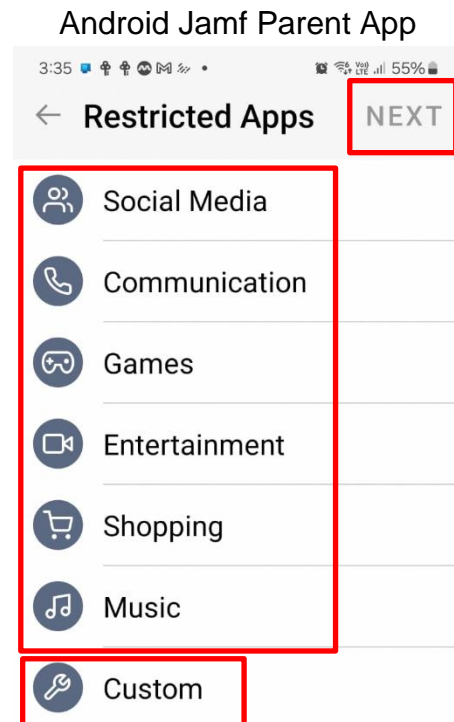 Android Jamf Parent App
3:35 55%
Restricted Apps NEXT
Social Media
Communication
Games
Entertainment
Shopping
Music
Custom